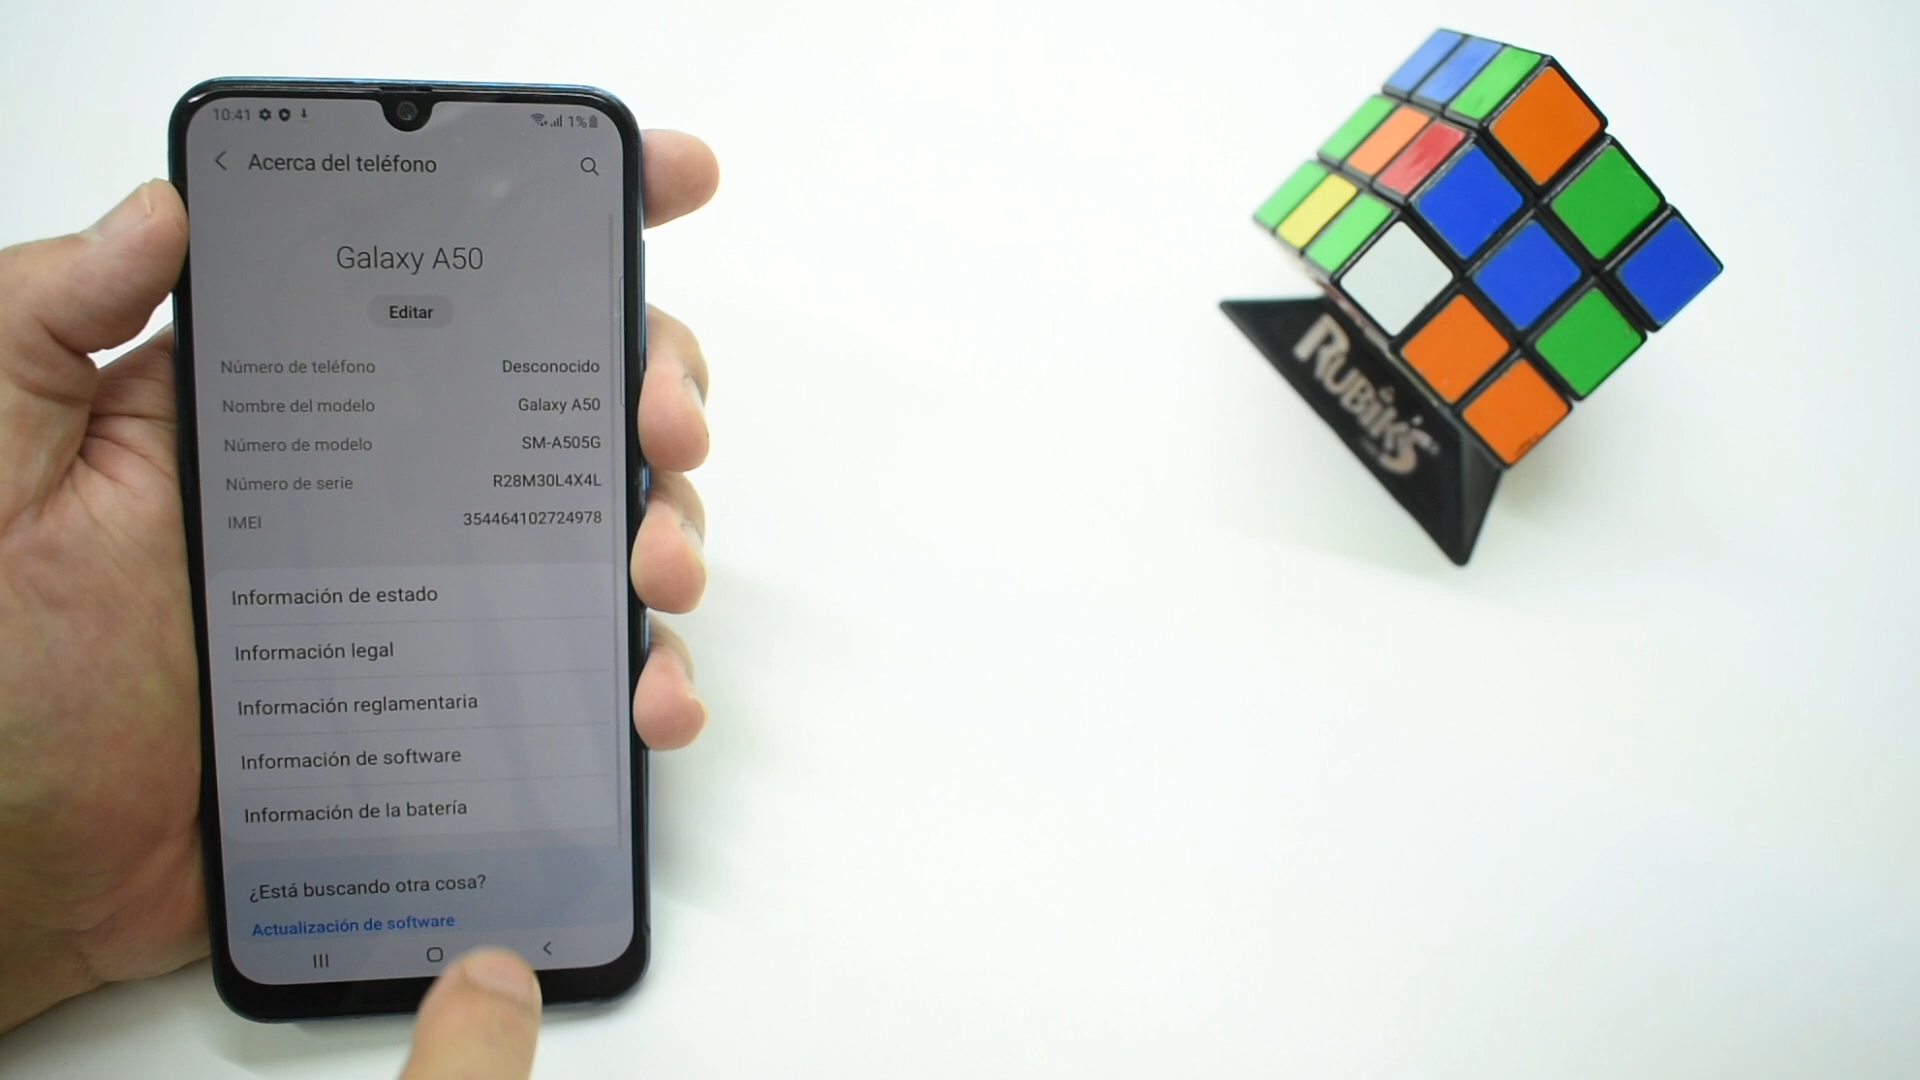 10:41
1%
Acerca del teléfono
Galaxy A50
Editar
Número de teléfono Desconocido
Nombre del modelo Galaxy A50
Número de modelo SM-A505G
Número de serie R28M30L4X4L
IMEI 354464102724978
Información de estado
Información legal
Información reglamentaria
Información de software
Información de la batería
¿Está buscando otra cosa?
Actualización de software
RUBIK'S